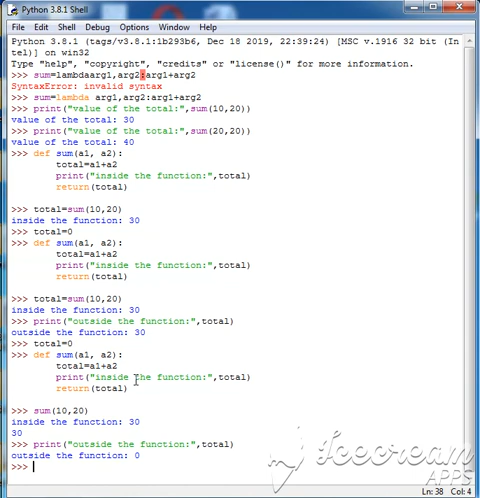 Python 3.8.1 Shell
File Edit Shell Debug Options Window Help
Python 3.8.1 (tags/v3.8.1:1b293b6, Dec 18 2019, 22:39:24) [MSC v.1916 32 bit (In
tel)] on win32
Type "help", "copyright", "credits" or "license()" for more information.
>>> sum=lambdaarg1,arg2:arg1+arg2
SyntaxError: invalid syntax
>>> sum=lambda arg1,arg2:arg1+arg2
>>> print("value of the total:",sum(10,20))
value of the total: 30
>>> print("value of the total:",sum(20,20))
value of the total: 40
>>> def sum(a1, a2):
total=a1+a2
print("inside the function:",total)
return(total)
>>> total=sum(10,20)
inside the function: 30
>>> total=0
>>> def sum(a1, a2):
total=a1+a2
print("inside the function:",total)
return(total)
>>> total=sum(10,20)
inside the function: 30
>>> print("outside the function:",total)
outside the function: 30
>>> total=0
>>> def sum(a1, a2):
total=a1+a2
print("inside the function:",total)
return(total)
>>> sum(10,20)
inside the function: 30
30
>>> print("outside the function:",total)
outside the function: 0
>>>
Icecream
APPS
Ln: 38 Col: 4